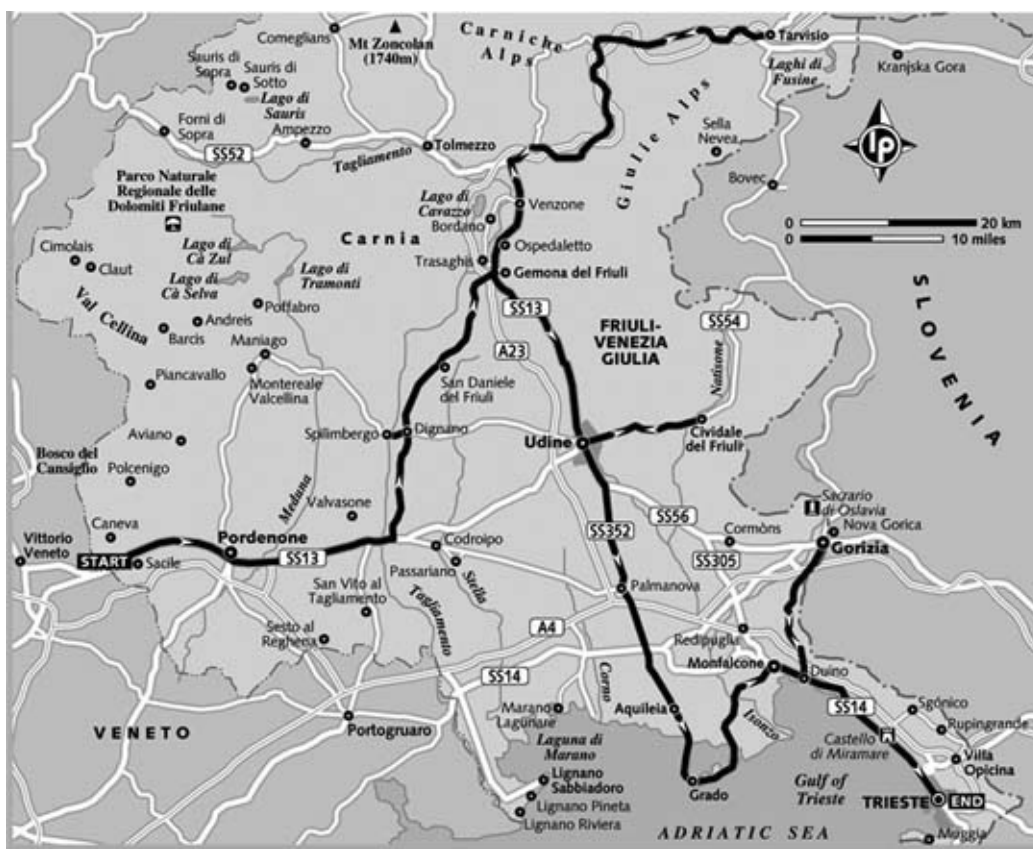 Comeglians
Mt Zoncolan
(1740m)
Carniche
Alps
Tarvisio
Laghi di
Fusine
Kranjska Gora
Sauris di
Sopra
Sauris di
Sotto
Lago di
Sauris
Forni di
Sopra
Ampezzo
SS52
Tagliamento
Tolmezzo
Giulie Alps
Sella
Nevea
Bovec
lp
Parco Naturale
Regionale delle
Dolomiti Friulane
Lago di
Cavazzo
Bordano
Venzone
0 20 km
0 10 miles
Cimolais
Claut
Lago di
Cà Zul
Carnia
Ospedaletto
Trasaghis
Gemona del Friuli
Lago di
Cà Selva
Lago di
Tramonti
Val Cellina
Poffabro
Andreis
Barcis
SS13
FRIULI-
VENEZIA
GIULIA
SS54
SLOVENIA
A23
Natisone
Maniago
Piancavallo
Montereale
Valcellina
San Daniele
del Friuli
Aviano
Spilimbergo
Dignano
Udine
Cividale
del Friuli
Bosco del
Cansiglio
Polcenigo
Meduna
Valvasone
Sacrario
di Oslavia
Nova Gorica
Caneva
Vittorio
Veneto
START
Sacile
Pordenone
SS13
Codroipo
SS352
SS56
Cormòns
Gorizia
Passariano
Stella
SS305
San Vito al
Tagliamento
Tagliamento
Palmanova
Sesto al
Reghena
A4
Redipuglia
Monfalcone
SS14
Corno
Duino
VENETO
Portogruaro
Marano
Lagunare
Aquileia
Isonzo
SS14
Sgónico
Rupingrande
Laguna di
Marano
Castello
di Miramare
Villa
Opicina
Lignano
Sabbiadoro
Lignano Pineta
Lignano Riviera
Grado
Gulf of
Trieste
TRIESTE
END
ADRIATIC SEA
Muggia